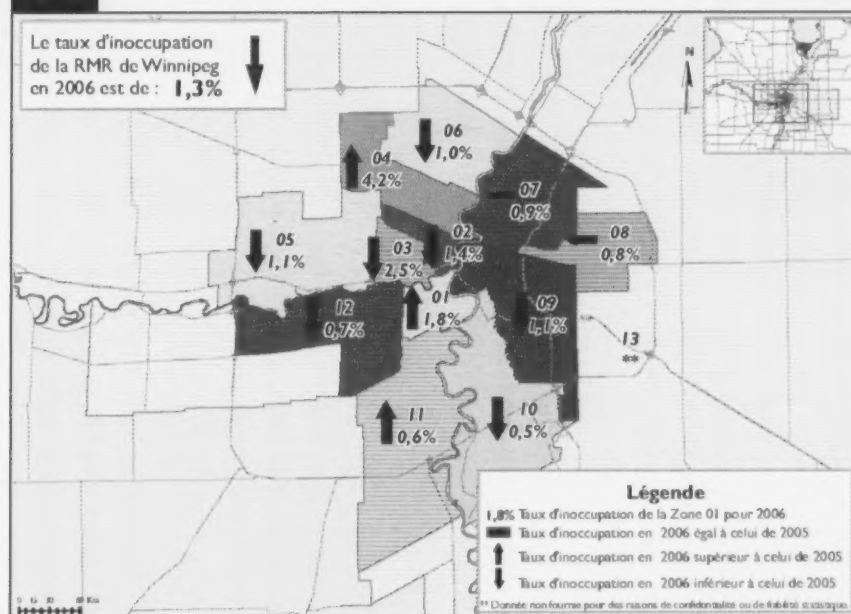 Le taux d'inoccupation
de la RMR de Winnipeg
en 2006 est de : 1,3%
N
06
1,0%
04
4,2%
07
0,9%
08
0,8%
05
1,1%
03
2,5%
02
1,4%
01
1,8%
12
0,7%
09
1,1%
13
**
11
0,6%
10
0,5%
Légende
1,8% Taux d'inoccupation de la Zone 01 pour 2006
Taux d'inoccupation en 2006 égal à celui de 2005
Taux d'inoccupation en 2006 supérieur à celui de 2005
Taux d'inoccupation en 2006 inférieur à celui de 2005
** Donnée non fournie pour des raisons de confidentialité ou de fiabilité statistique